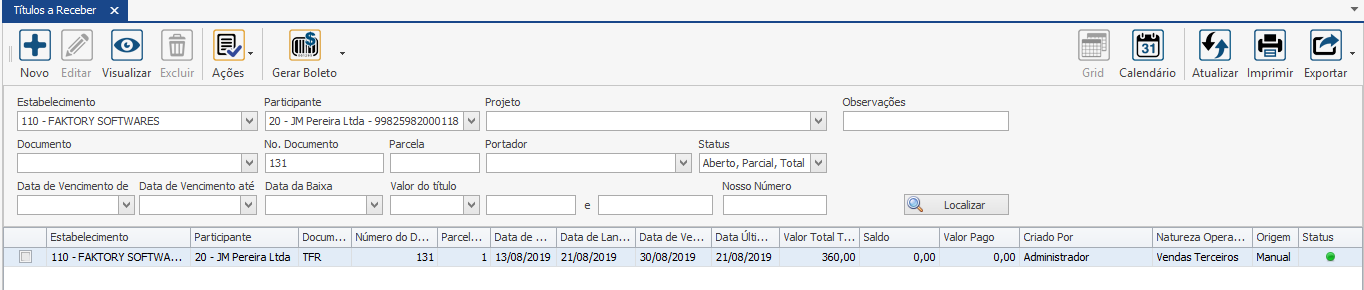 Títulos a Receber
Novo Editar Visualizar Excluir Ações Gerar Boleto Grid 31 Calendário Atualizar Imprimir Exportar
Estabelecimento Participante Projeto Observações
110 - FAKTORY SOFTWARES 20 - JM Pereira Ltda - 99825982000118
Documento No. Documento Parcela Portador Status
131 Aberto, Parcial, Total
Data de Vencimento de Data de Vencimento até Data da Baixa Valor do título Nosso Número
e Localizar
Estabelecimento Participante Docum... Número do D... Parcel... Data de ... Data de Lan... Data de Ve... Data Últi... Valor Total T... Saldo Valor Pago Criado Por Natureza Opera... Origem Status
110 - FAKTORY SOFTWA... 20 - JM Pereira Ltda TFR 131 1 13/08/2019 21/08/2019 30/08/2019 21/08/2019 360,00 0,00 0,00 Administrador Vendas Terceiros Manual